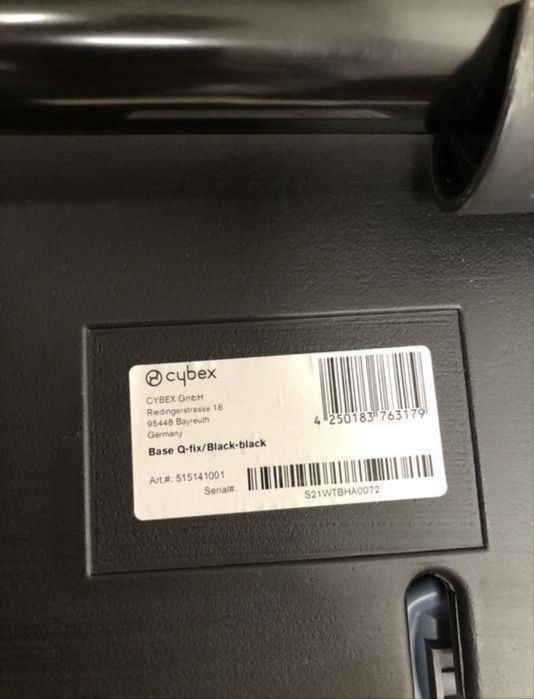 cybex
CYBEX GmbH
Riedingerstrasse 18
95448 Bayreuth
Germany
4 250183 763179
Base Q-fix/Black-black
Art.#: 515141001
Serial#:
S21WTBHA0072